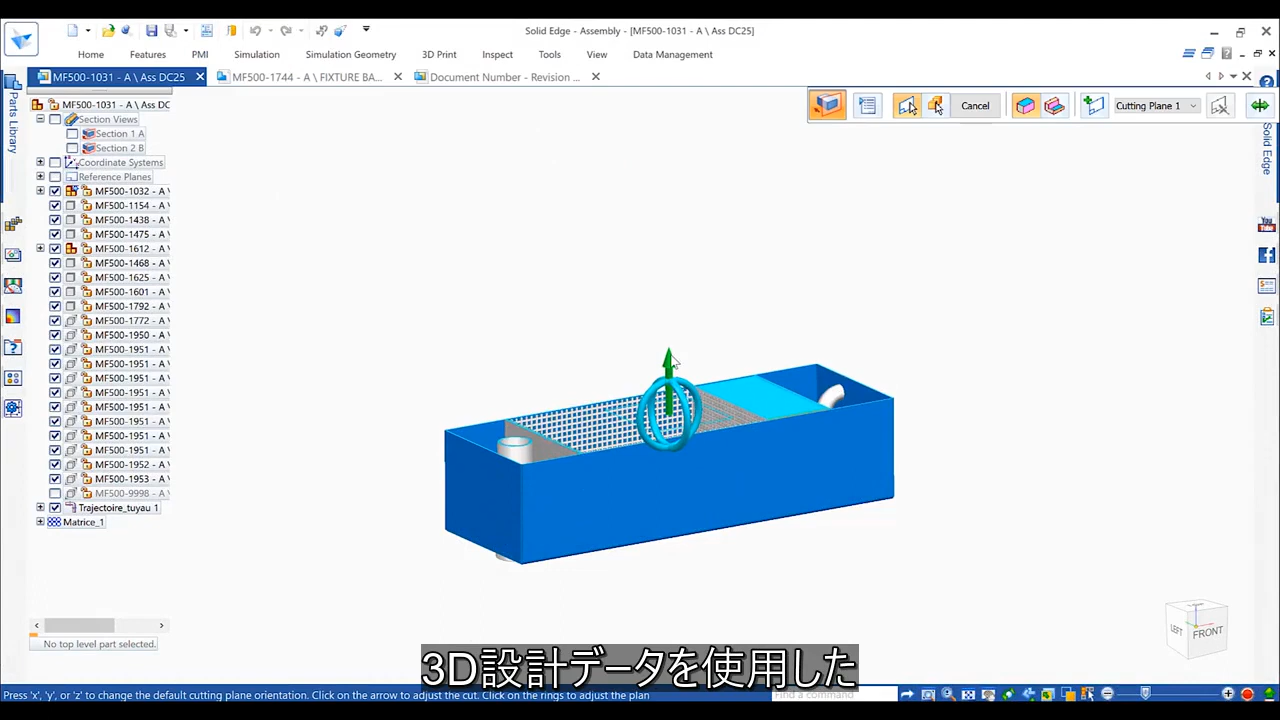 Solid Edge - Assembly - [MF500-1031 - A \ Ass DC25]
Home Features PMI Simulation Simulation Geometry 3D Print Inspect Tools View Data Management
MF500-1031 - A \ Ass DC25 MF500-1744 - A \ FIXTURE BA... Document Number - Revision ...
Cancel Cutting Plane 1
Parts Library
Solid Edge
MF500-1031 - A \ Ass DC
Section Views
Section 1 A
Section 2 B
Coordinate Systems
Reference Planes
MF500-1032 - A \
MF500-1154 - A \
MF500-1438 - A \
MF500-1475 - A \
MF500-1612 - A \
MF500-1468 - A \
MF500-1625 - A \
MF500-1601 - A \
MF500-1792 - A \
MF500-1772 - A \
MF500-1950 - A \
MF500-1951 - A \
MF500-1951 - A \
MF500-1951 - A \
MF500-1951 - A \
MF500-1951 - A \
MF500-1951 - A \
MF500-1951 - A \
MF500-1951 - A \
MF500-1952 - A \
MF500-1953 - A \
MF500-9998 - A \
Trajectoire_tuyau 1
Matrice_1
You Tube
LEFT FRONT
No top level part selected.
3D設計データを使用した
Press 'x', 'y', or 'z' to change the default cutting plane orientation. Click on the arrow to adjust the cut. Click on the rings to adjust the plan
Find a command